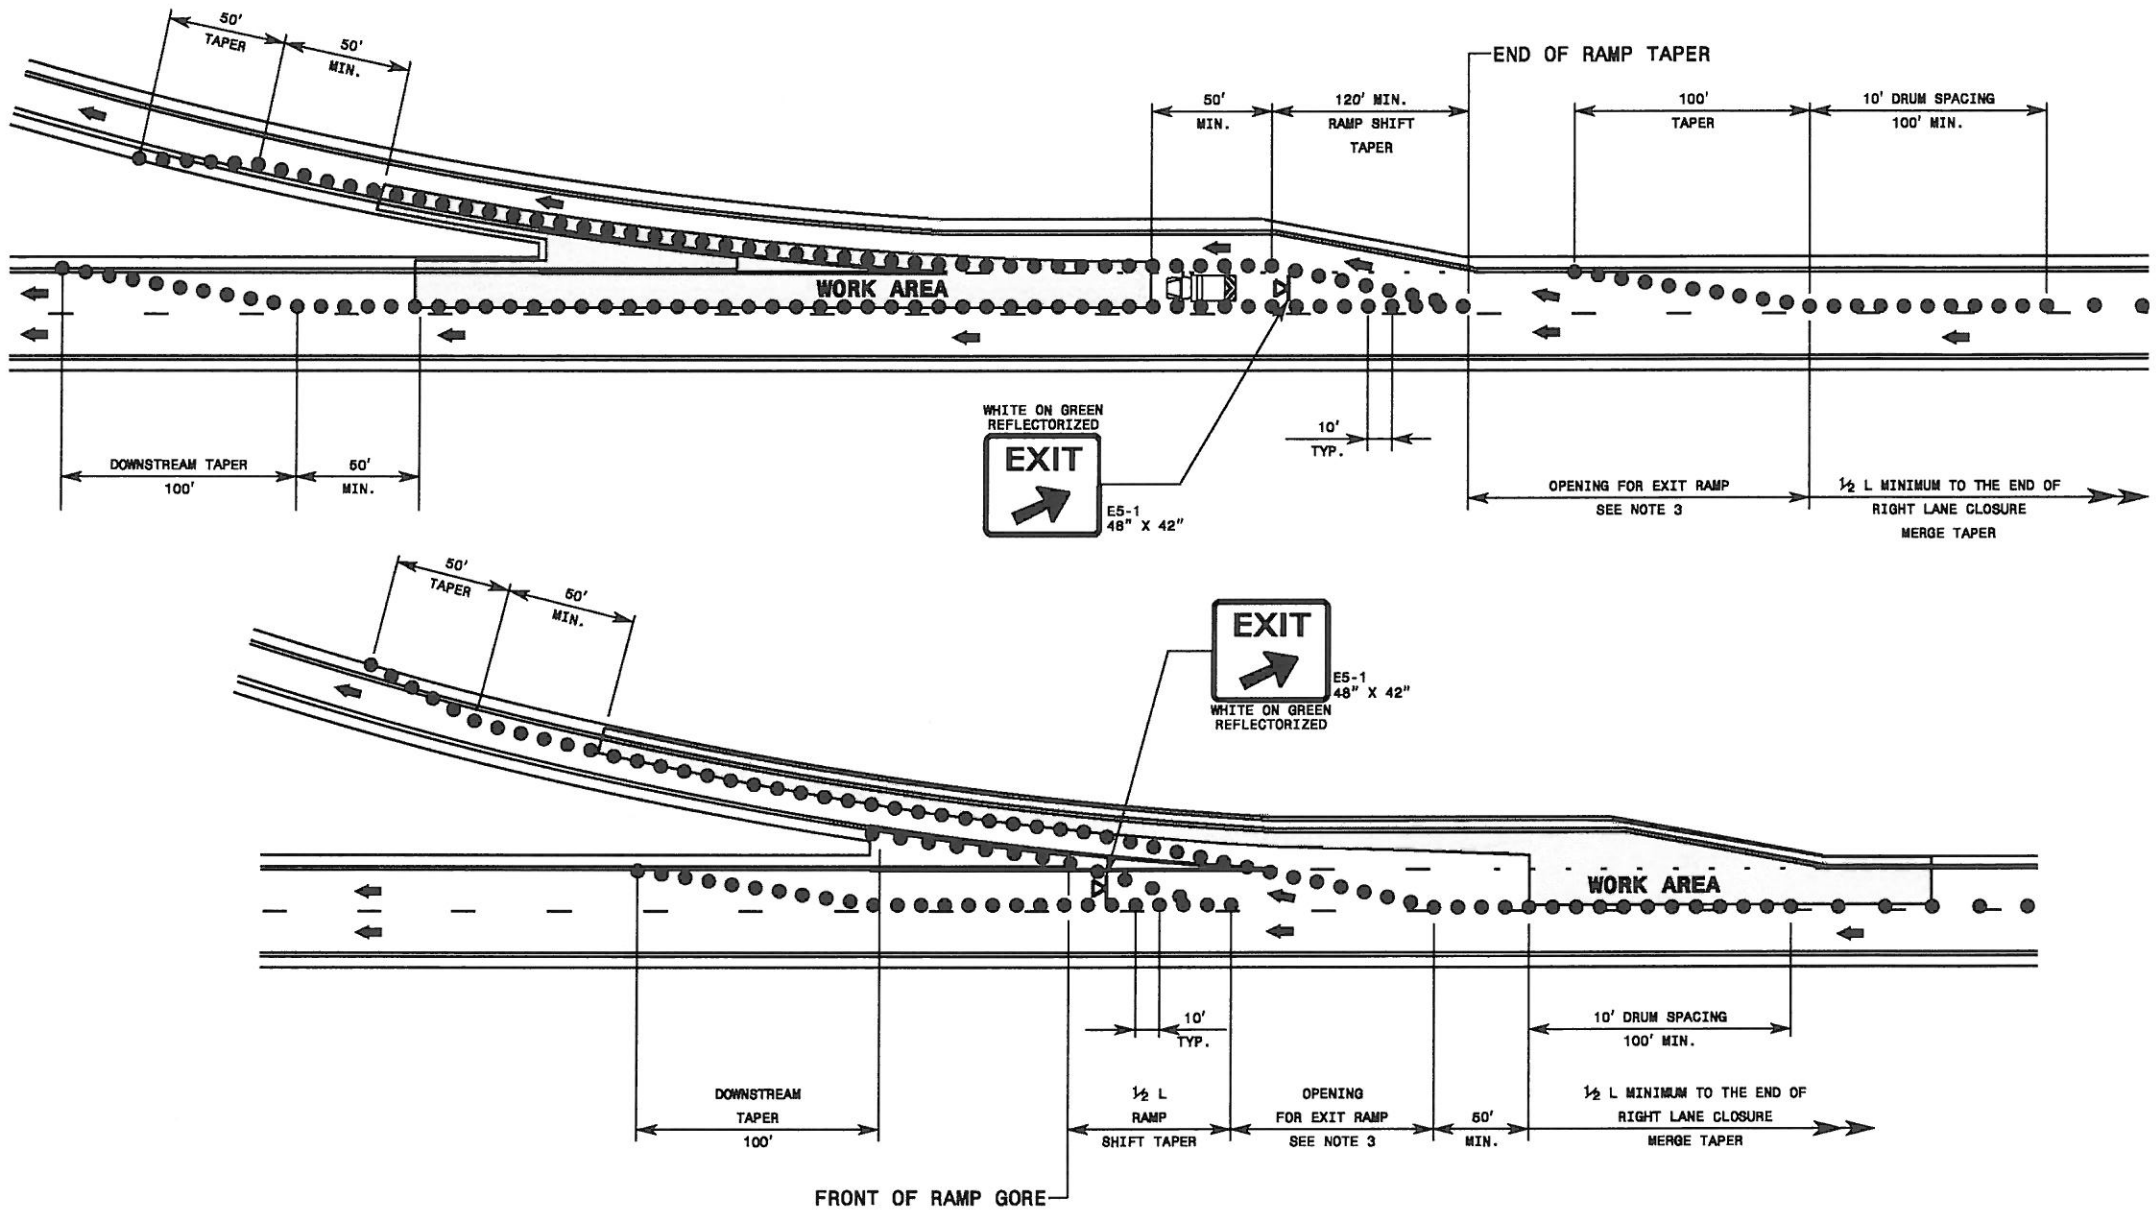 50'
TAPER
50'
MIN.
END OF RAMP TAPER
50'
MIN.
120' MIN.
RAMP SHIFT
TAPER
100'
TAPER
10' DRUM SPACING
100' MIN.
WORK AREA
WHITE ON GREEN
REFLECTORIZED
EXIT
E5-1
48" X 42"
10'
TYP.
DOWNSTREAM TAPER
100'
50'
MIN.
OPENING FOR EXIT RAMP
SEE NOTE 3
½ L MINIMUM TO THE END OF
RIGHT LANE CLOSURE
MERGE TAPER
50'
TAPER
50'
MIN.
EXIT
E5-1
48" X 42"
WHITE ON GREEN
REFLECTORIZED
WORK AREA
10'
TYP.
10' DRUM SPACING
100' MIN.
DOWNSTREAM
TAPER
100'
½ L
RAMP
SHIFT TAPER
OPENING
FOR EXIT RAMP
SEE NOTE 3
50'
MIN.
½ L MINIMUM TO THE END OF
RIGHT LANE CLOSURE
MERGE TAPER
FRONT OF RAMP GORE